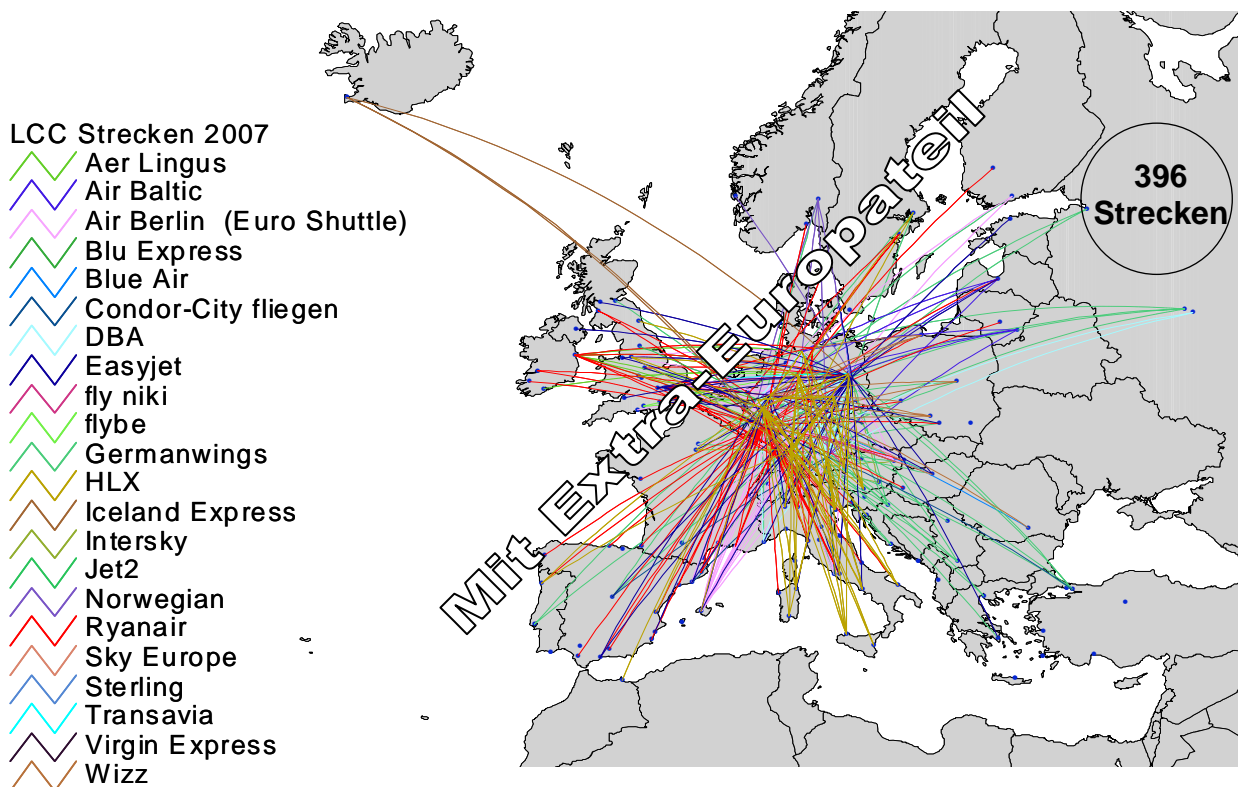 LCC Strecken 2007
Aer Lingus
Air Baltic
Air Berlin (Euro Shuttle)
Blu Express
Blue Air
Condor-City fliegen
DBA
Easyjet
fly niki
flybe
Germanwings
HLX
Iceland Express
Intersky
Jet2
Norwegian
Ryanair
Sky Europe
Sterling
Transavia
Virgin Express
Wizz
Mit Extra-Europateil
396
Strecken